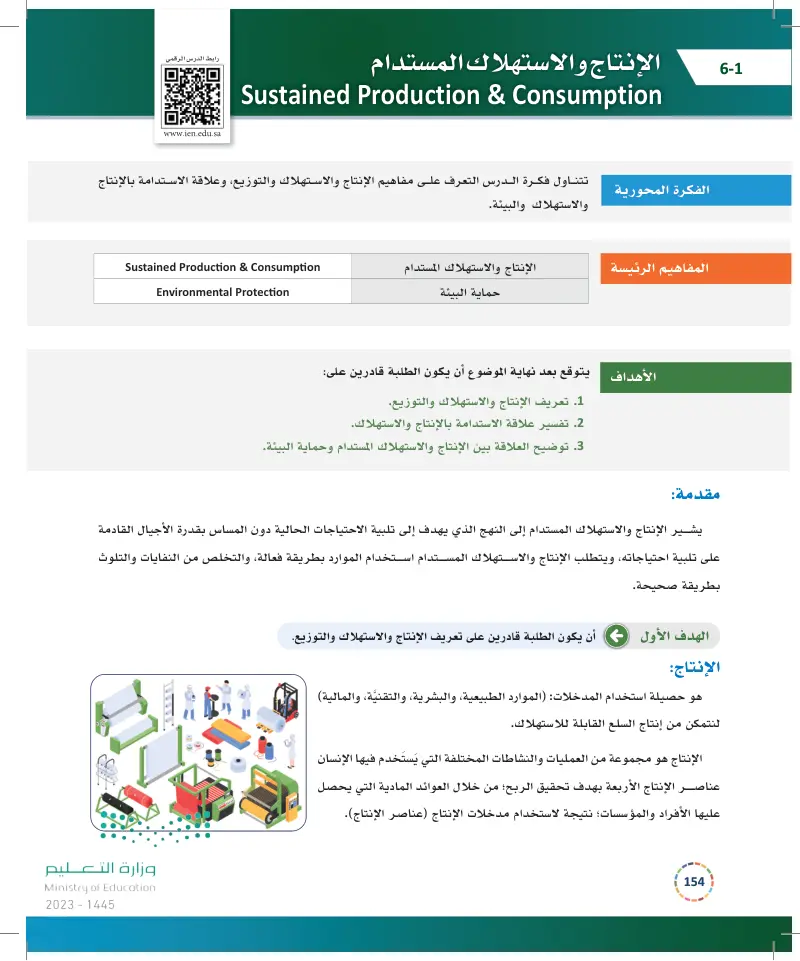 رابط الدرس الرقمي
www.ien.edu.sa
6-1
الإنتاج والاستهلاك المستدام
Sustained Production & Consumption
الفكرة المحورية
تتناول فكرة الدرس التعرف على مفاهيم الإنتاج والاستهلاك والتوزيع، وعلاقة الاستدامة بالإنتاج
والاستهلاك والبيئة.
المفاهيم الرئيسة
الإنتاج والاستهلاك المستدام Sustained Production & Consumption
حماية البيئة Environmental Protection
الأهداف
يتوقع بعد نهاية الموضوع أن يكون الطلبة قادرين على:
1. تعريف الإنتاج والاستهلاك والتوزيع.
2. تفسير علاقة الاستدامة بالإنتاج والاستهلاك.
3. توضيح العلاقة بين الإنتاج والاستهلاك المستدام وحماية البيئة.
مقدمة:
يشير الإنتاج والاستهلاك المستدام إلى النهج الذي يهدف إلى تلبية الاحتياجات الحالية دون المساس بقدرة الأجيال القادمة
على تلبية احتياجاته، ويتطلب الإنتاج والاستهلاك المستدام استخدام الموارد بطريقة فعالة، والتخلص من النفايات والتلوث
بطريقة صحيحة.
الهدف الأول أن يكون الطلبة قادرين على تعريف الإنتاج والاستهلاك والتوزيع.
الإنتاج:
هو حصيلة استخدام المدخلات: (الموارد الطبيعية، والبشرية، والتقنيَّة، والمالية)
لنتمكن من إنتاج السلع القابلة للاستهلاك.
الإنتاج هو مجموعة من العمليات والنشاطات المختلفة التي يَستَخدم فيها الإنسان
عناصر الإنتاج الأربعة بهدف تحقيق الربح؛ من خلال العوائد المادية التي يحصل
عليها الأفراد والمؤسسات؛ نتيجة لاستخدام مدخلات الإنتاج (عناصر الإنتاج).
وزارة التعليم
Ministry of Education
2023 - 1445
154